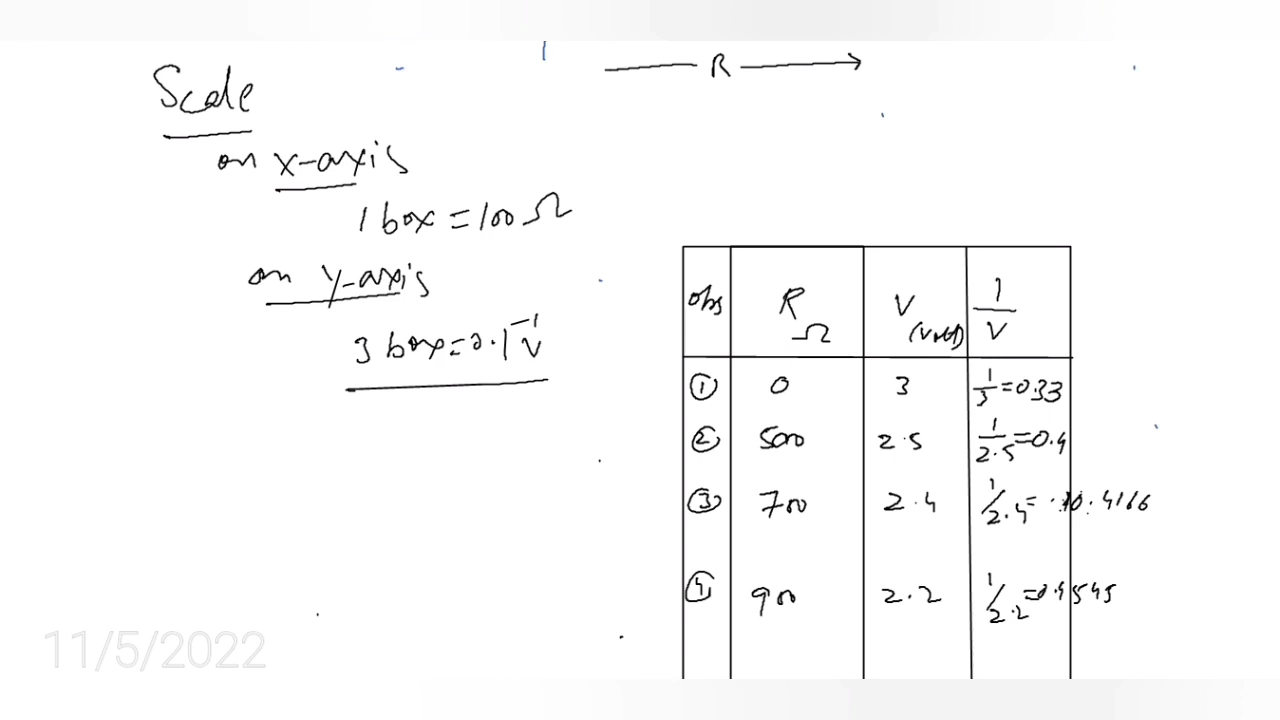 R
Scale
on x-axis
1 box = 100 Ω
on y-axis
3 box = 0.1 V⁻¹
obs R Ω V (volt) 1/V
① 0 3 1/3 = 0.33
② 500 2.5 1/2.5 = 0.4
③ 700 2.4 1/2.4 = 0.4166
④ 900 2.2 1/2.2 = 0.4545
11/5/2022